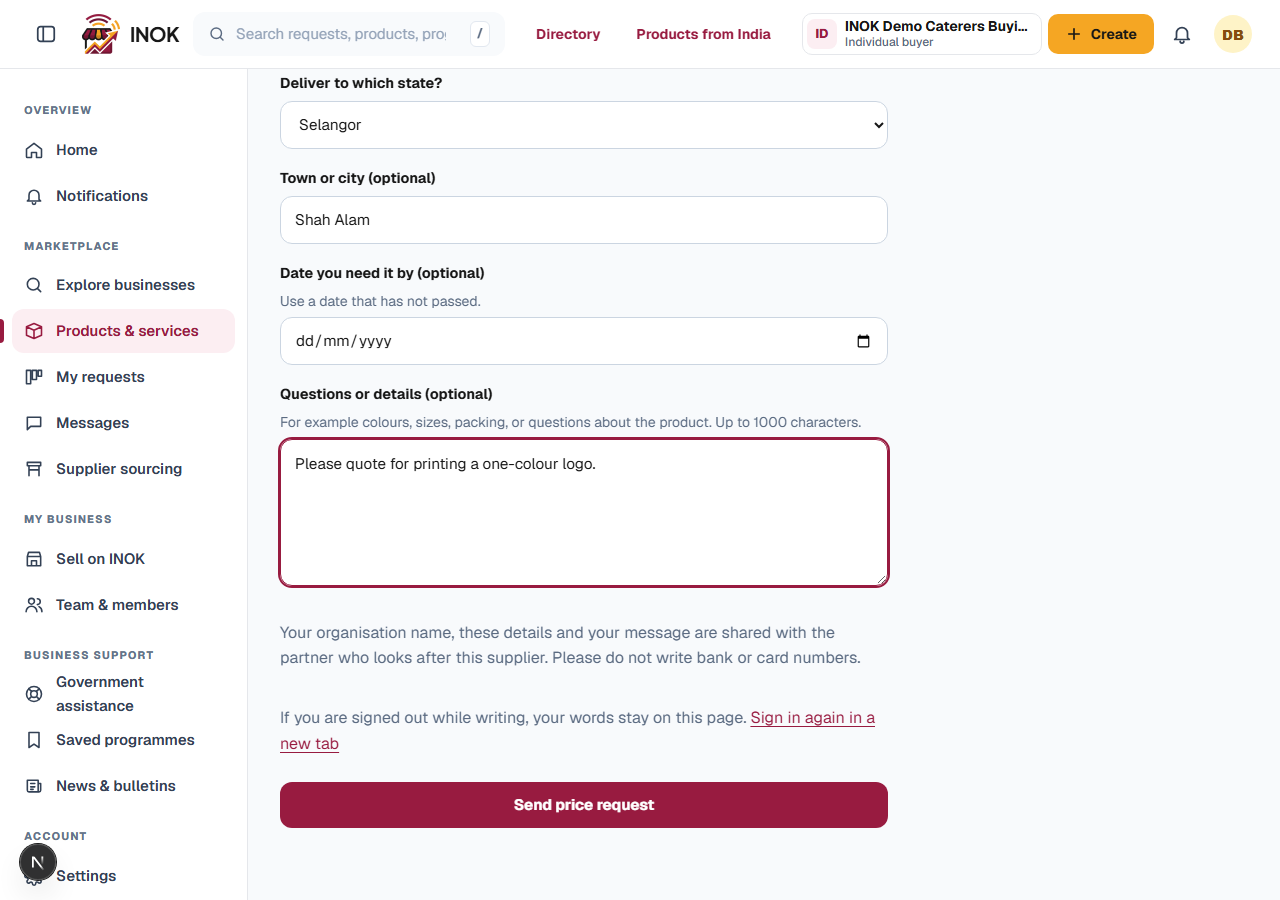 INOK
Search requests, products, prog
/
Directory
Products from India
ID
INOK Demo Caterers Buyi...
Individual buyer
+ Create
DB
OVERVIEW
Home
Notifications
MARKETPLACE
Explore businesses
Products & services
My requests
Messages
Supplier sourcing
MY BUSINESS
Sell on INOK
Team & members
BUSINESS SUPPORT
Government
assistance
Saved programmes
News & bulletins
ACCOUNT
N
Settings
Deliver to which state?
Selangor
Town or city (optional)
Shah Alam
Date you need it by (optional)
Use a date that has not passed.
dd/mm/yyyy
Questions or details (optional)
For example colours, sizes, packing, or questions about the product. Up to 1000 characters.
Please quote for printing a one-colour logo.
Your organisation name, these details and your message are shared with the
partner who looks after this supplier. Please do not write bank or card numbers.
If you are signed out while writing, your words stay on this page. Sign in again in a
new tab
Send price request